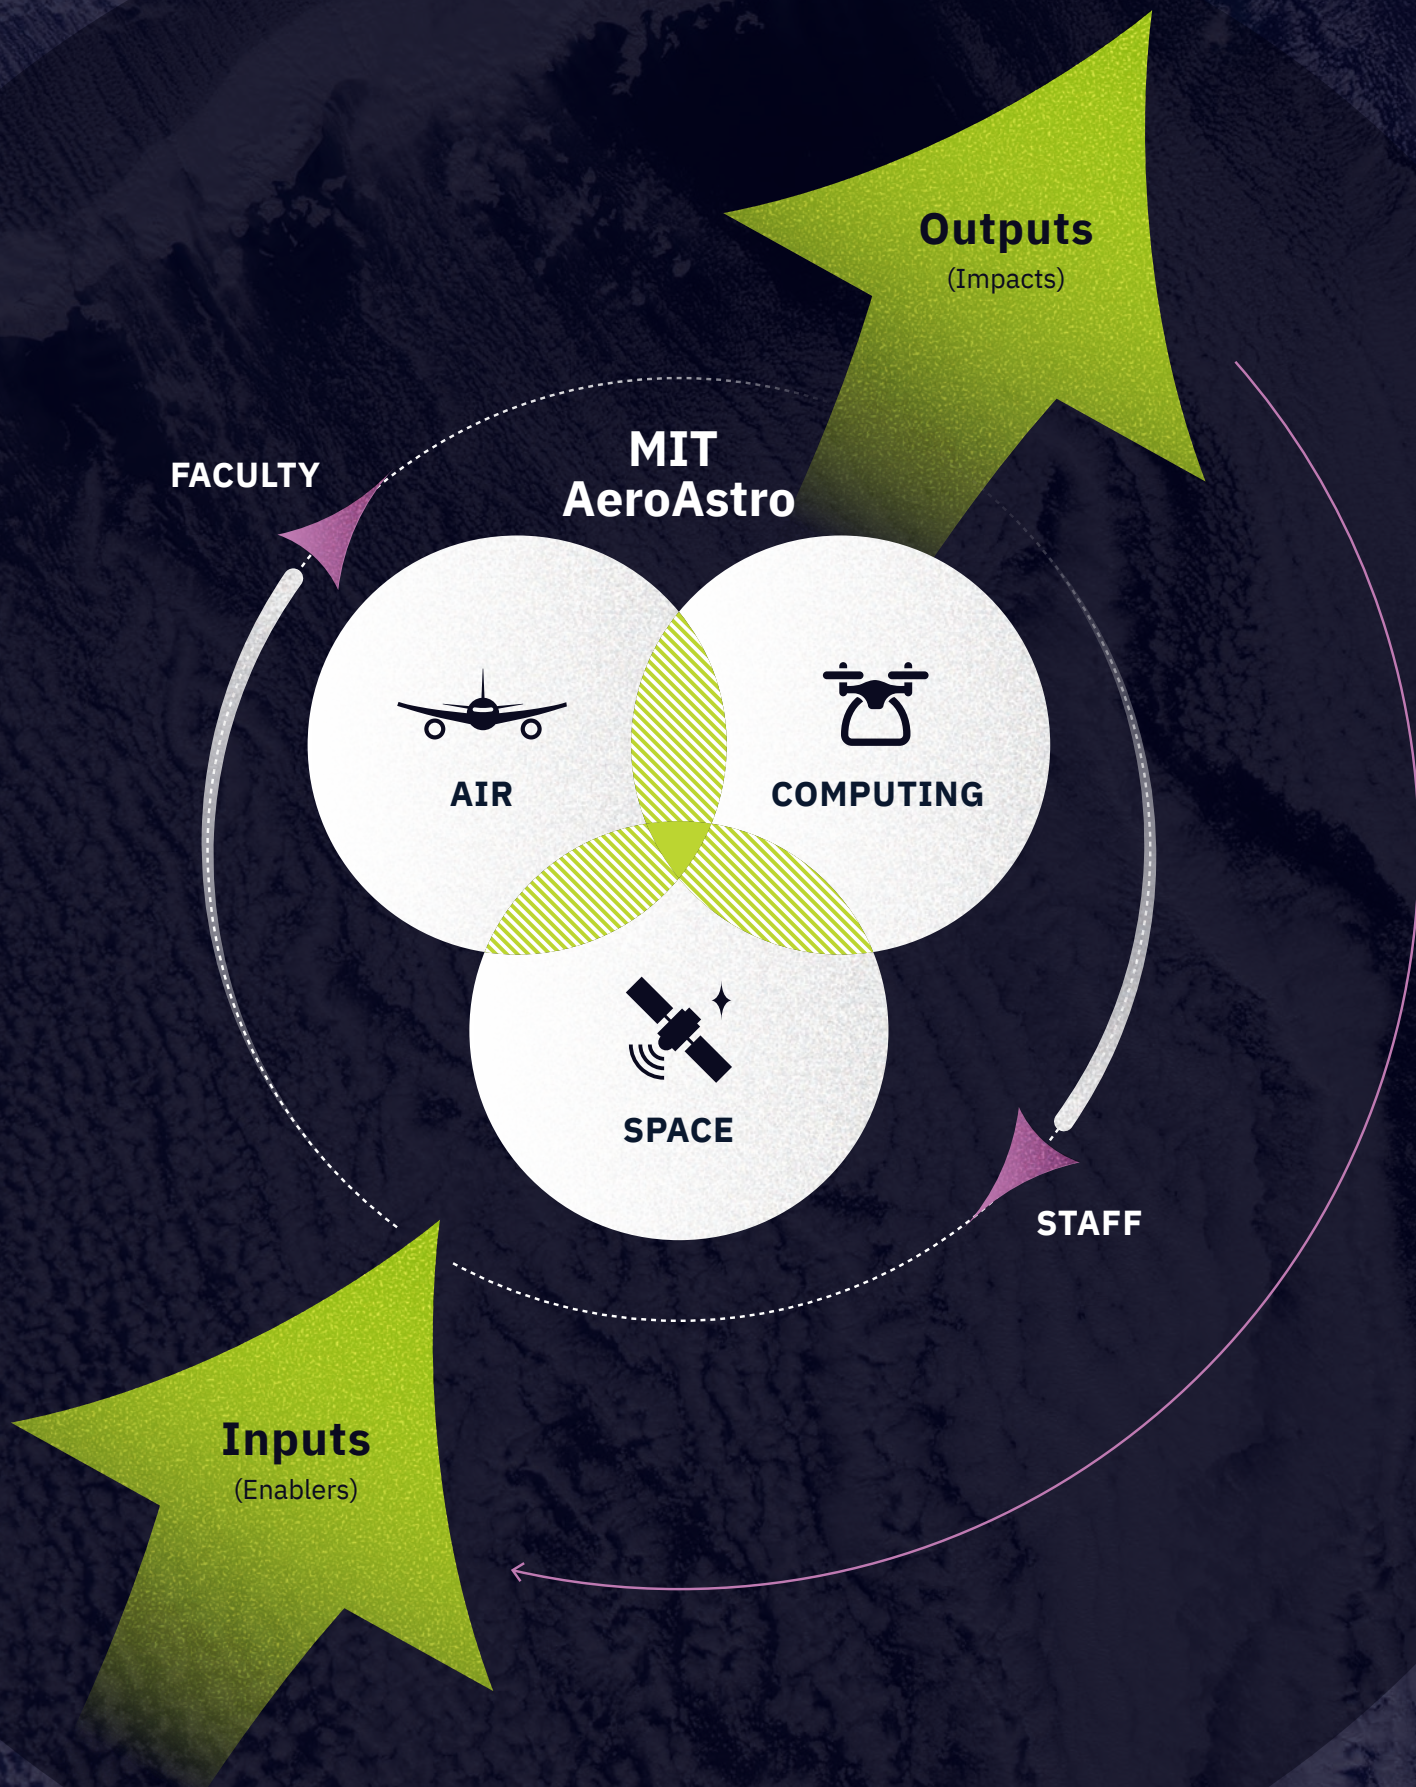 Outputs
(Impacts)
MIT
AeroAstro
FACULTY
AIR
COMPUTING
SPACE
STAFF
Inputs
(Enablers)